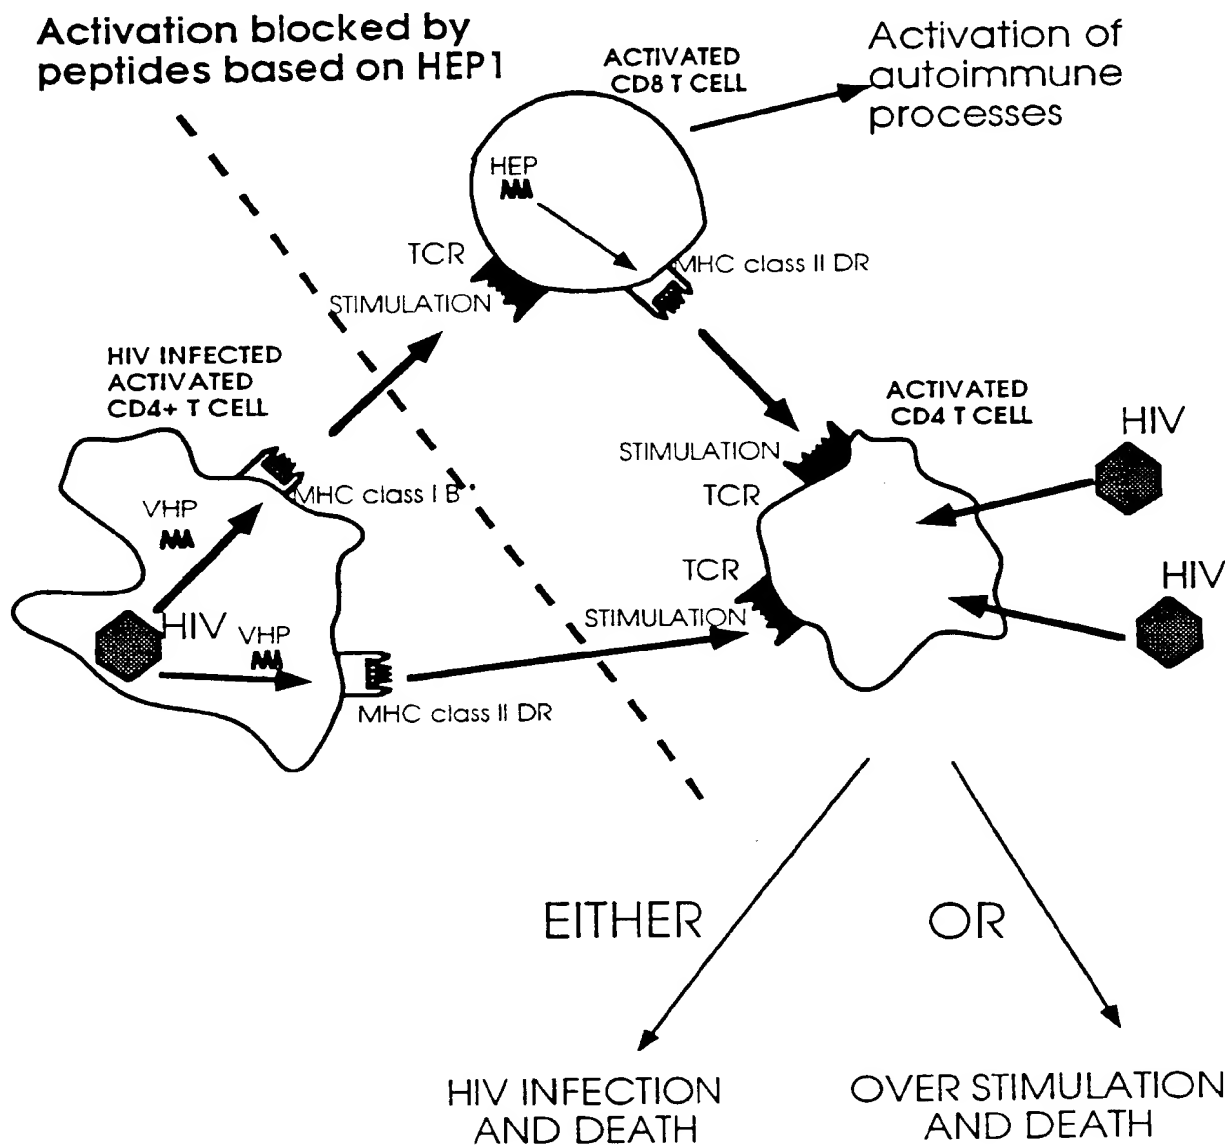 Activation blocked by
peptides based on HEP1
ACTIVATED
CD8 T CELL
Activation of
autoimmune
processes
HEP
TCR
MHC class II DR
STIMULATION
HIV INFECTED
ACTIVATED
CD4+ T CELL
ACTIVATED
CD4 T CELL
HIV
STIMULATION
MHC class I B
TCR
VHP
TCR
HIV
STIMULATION
HIV
VHP
MHC class II DR
EITHER
OR
HIV INFECTION
AND DEATH
OVER STIMULATION
AND DEATH